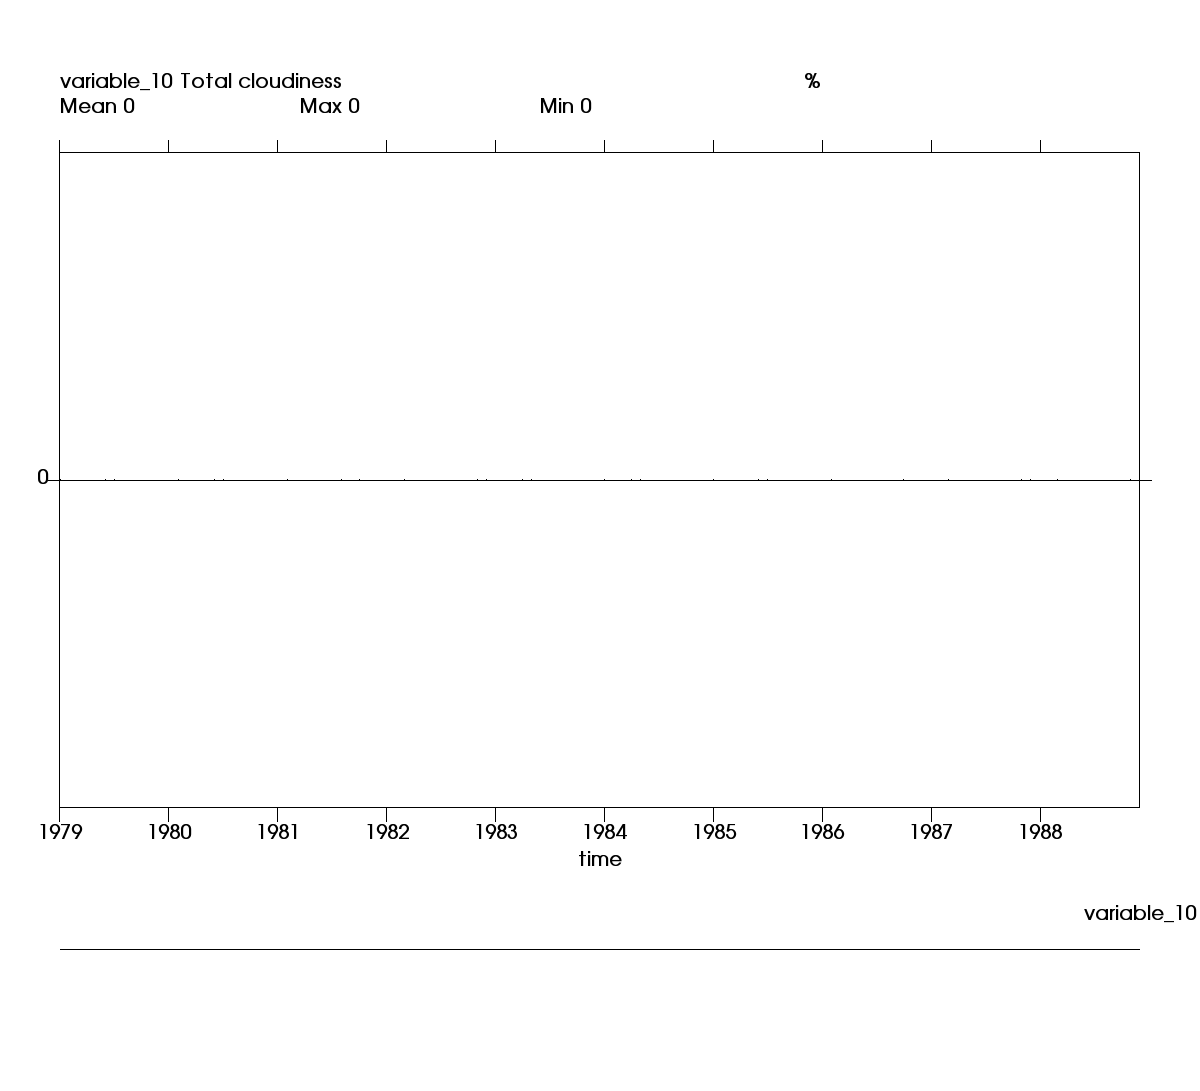 variable_10 Total cloudiness %
Mean 0 Max 0 Min 0
0
1979 1980 1981 1982 1983 1984 1985 1986 1987 1988
time
variable_10